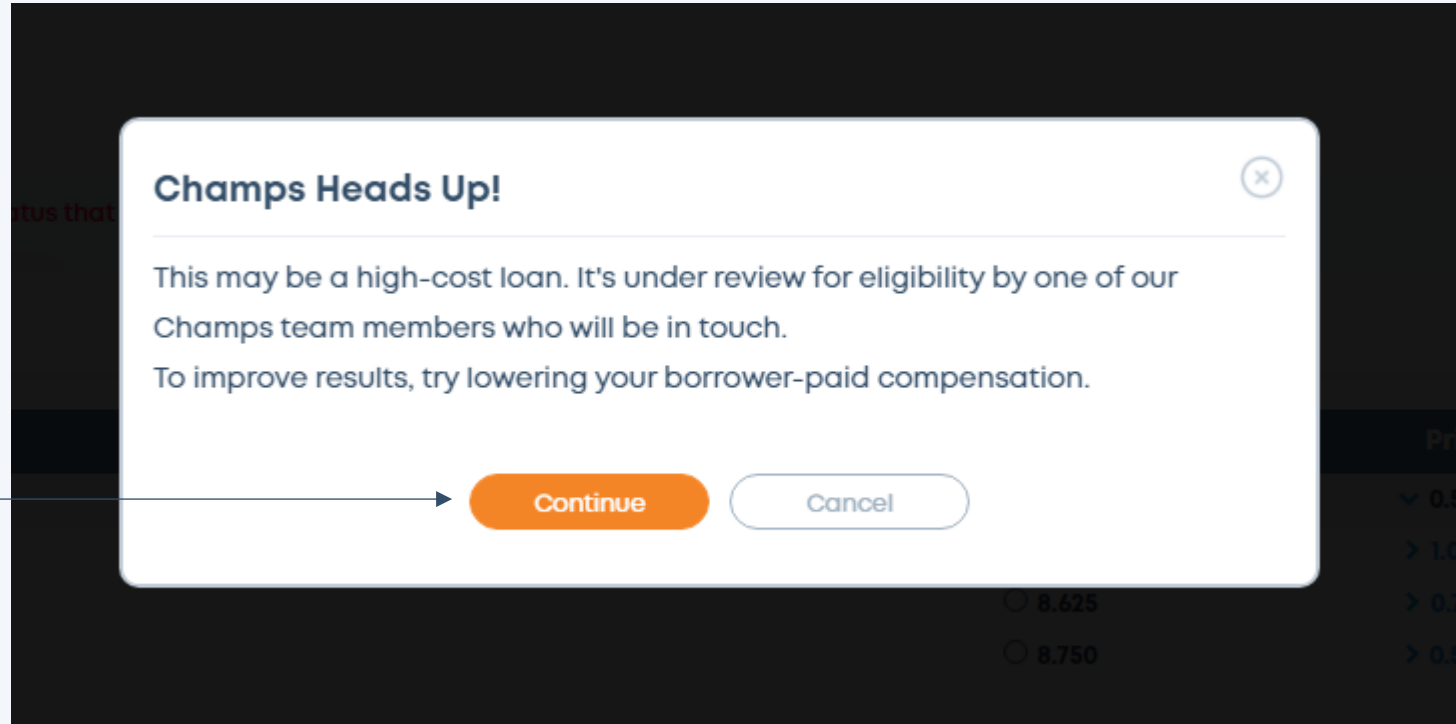 Champs Heads Up!
atus that
This may be a high-cost loan. It's under review for eligibility by one of our
Champs team members who will be in touch.
To improve results, try lowering your borrower-paid compensation.
Continue Cancel
8.625
8.750